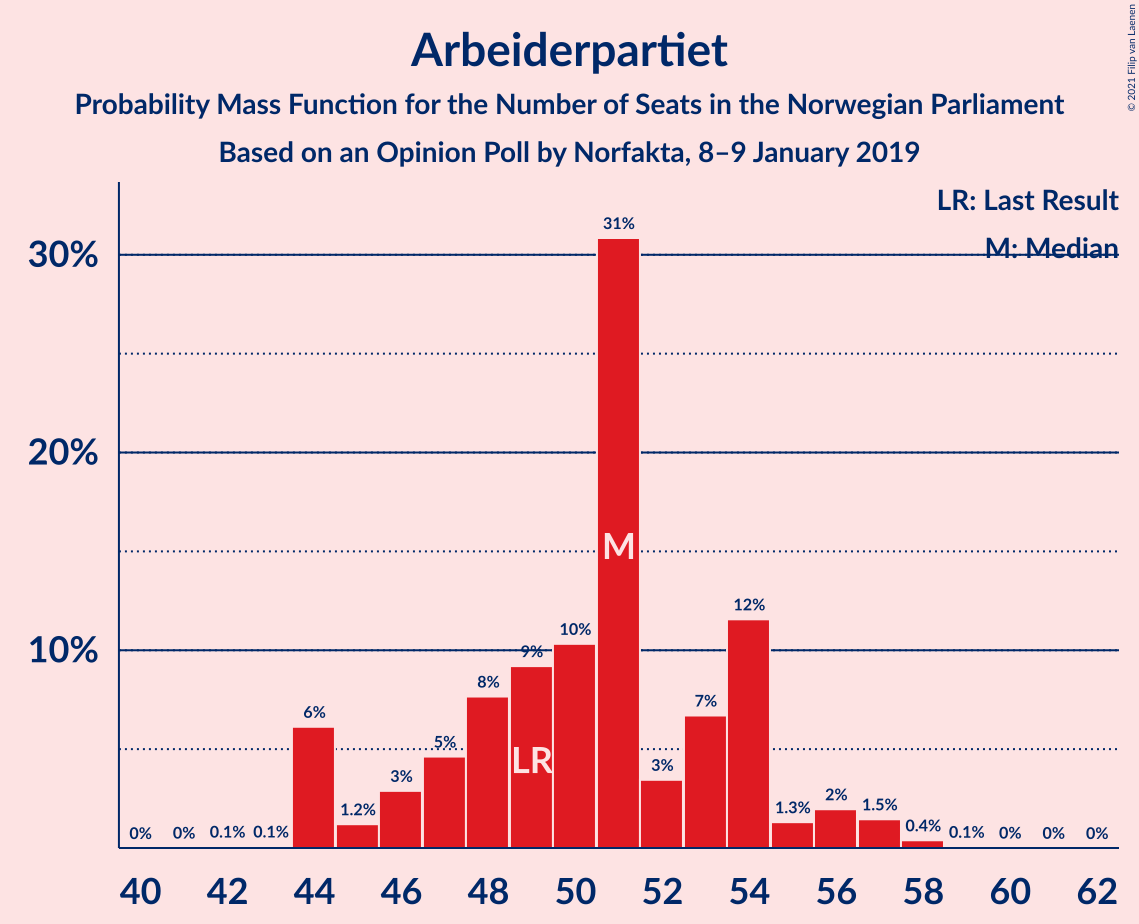 Arbeiderpartiet
Probability Mass Function for the Number of Seats in the Norwegian Parliament
Based on an Opinion Poll by Norfakta, 8–9 January 2019
© 2021 Filip van Laenen
LR: Last Result
M: Median
30%
20%
10%
0% 0% 0.1% 0.1% 6% 1.2% 3% 5% 8% 9% 10% 31% 3% 7% 12% 1.3% 2% 1.5% 0.4% 0.1% 0% 0% 0%
LR M
40 42 44 46 48 50 52 54 56 58 60 62